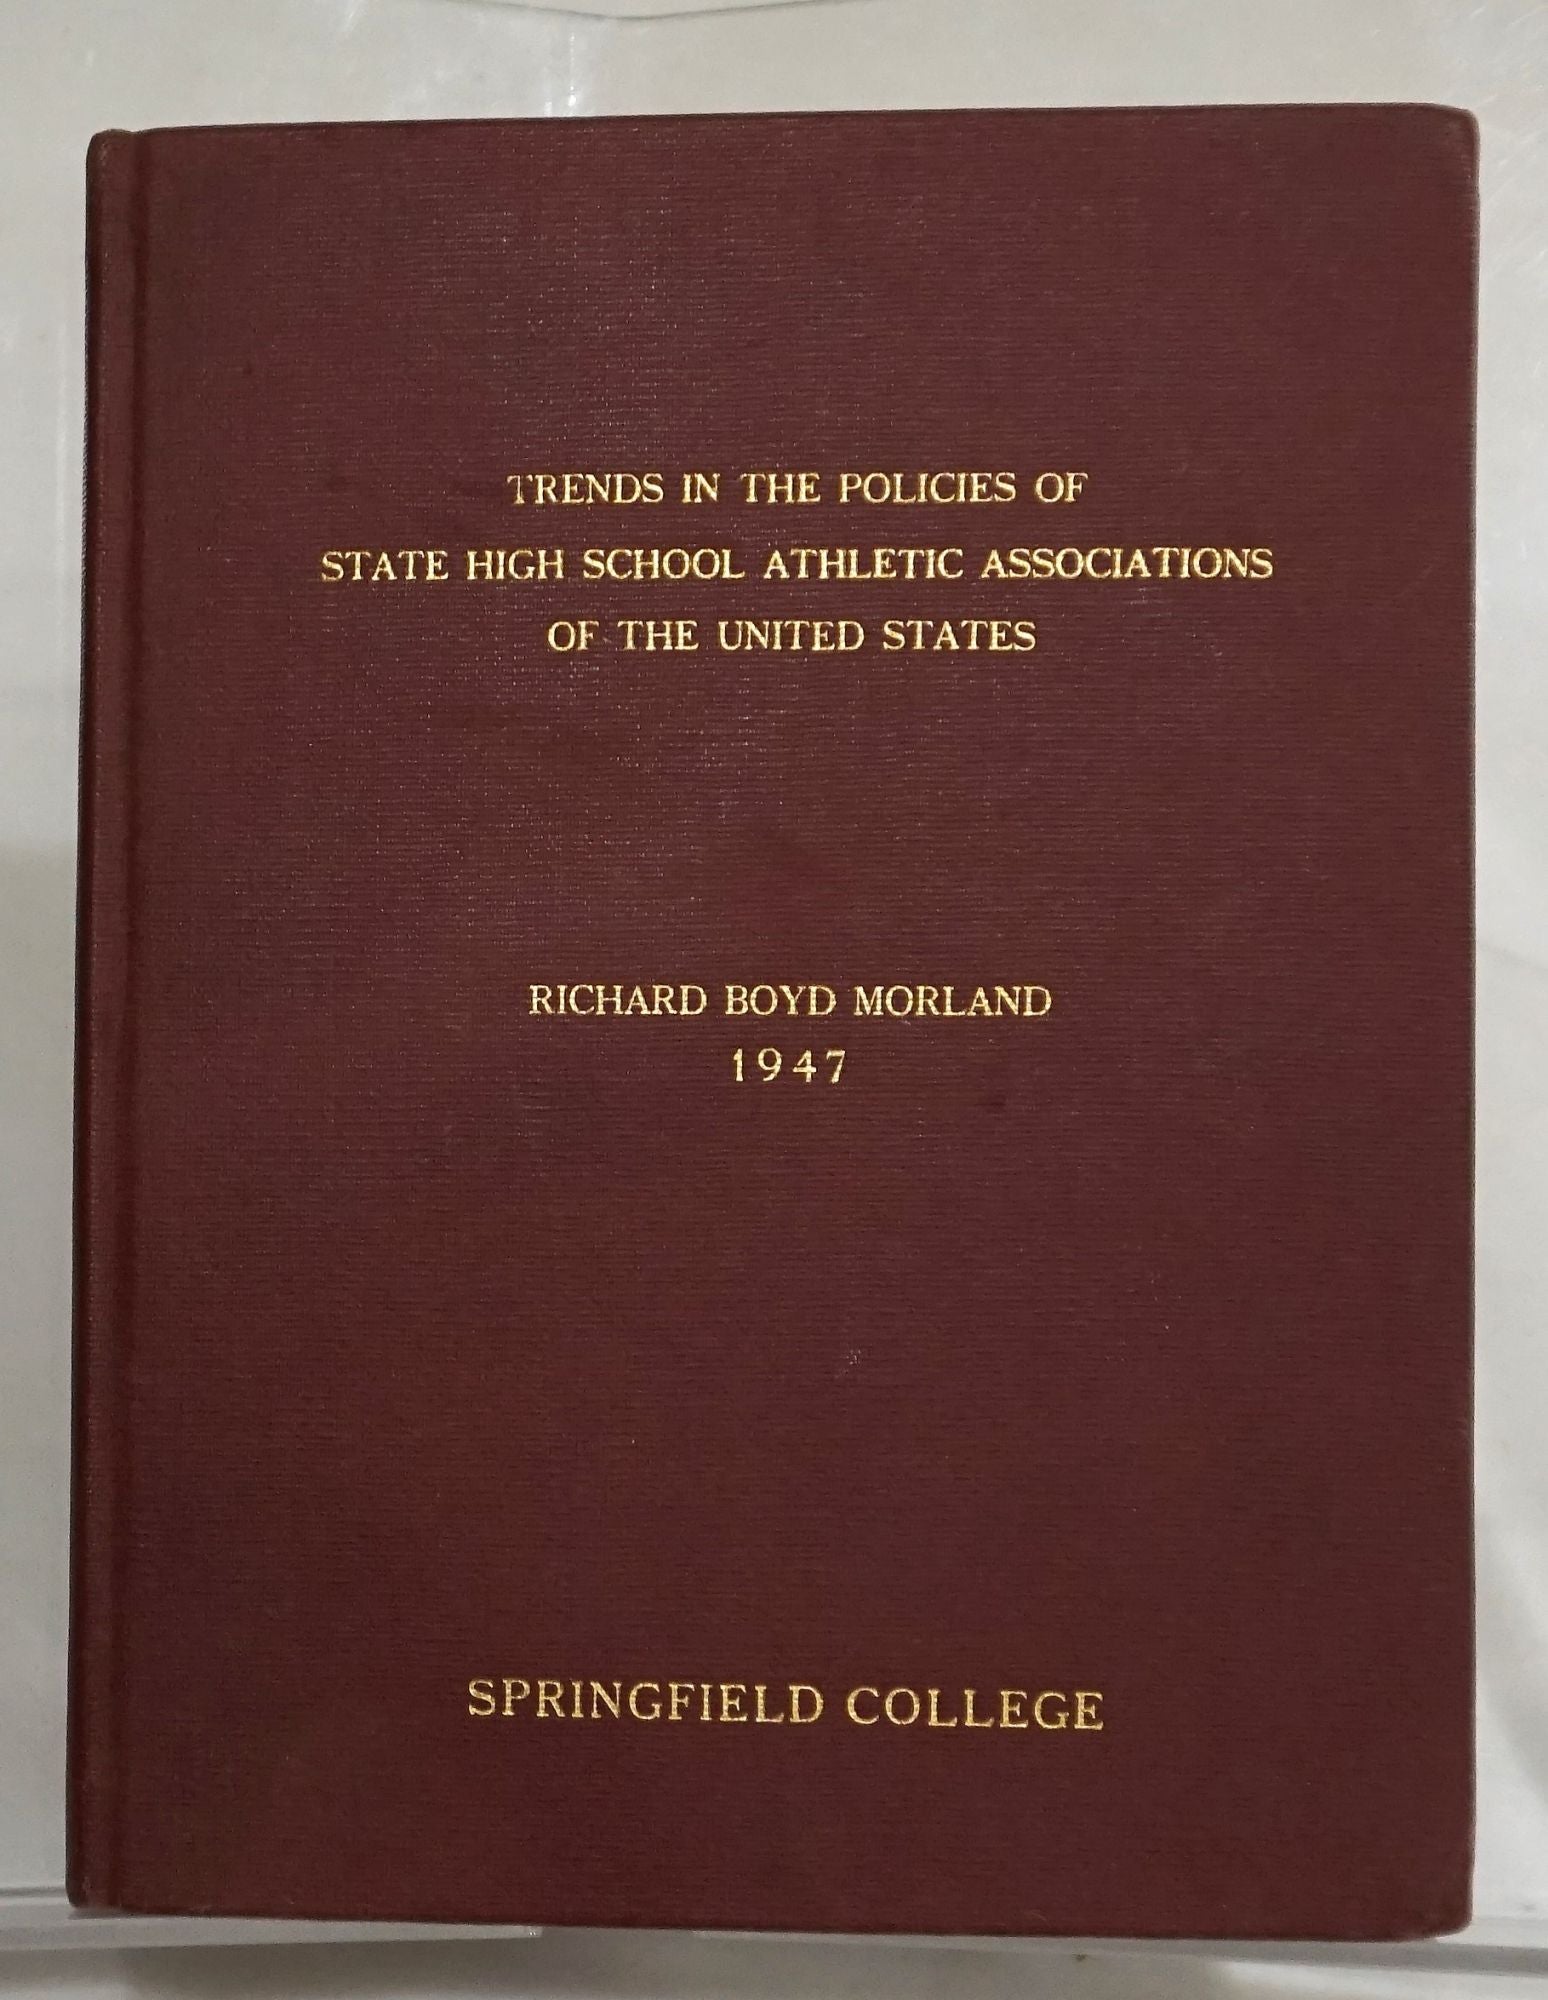 TRENDS IN THE POLICIES OF
STATE HIGH SCHOOL ATHLETIC ASSOCIATIONS
OF THE UNITED STATES
RICHARD BOYD MORLAND
1947
SPRINGFIELD COLLEGE